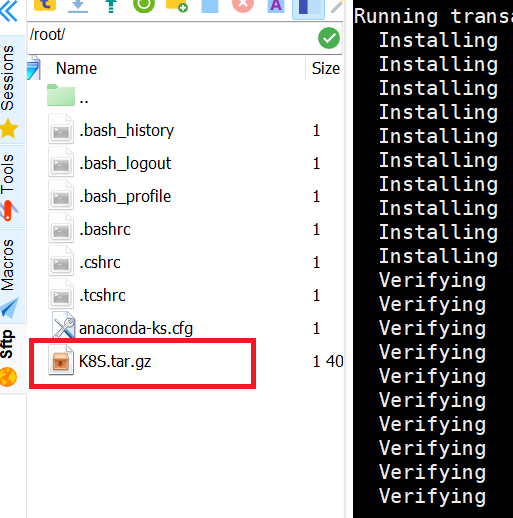 /root/
Name Size
..
.bash_history 1
.bash_logout 1
.bash_profile 1
.bashrc 1
.cshrc 1
.tcshrc 1
anaconda-ks.cfg 1
K8S.tar.gz 1 40
Sessions
Tools
Macros
Sftp
Running transa
Installing
Installing
Installing
Installing
Installing
Installing
Installing
Installing
Installing
Installing
Verifying
Verifying
Verifying
Verifying
Verifying
Verifying
Verifying
Verifying
Verifying
Verifying